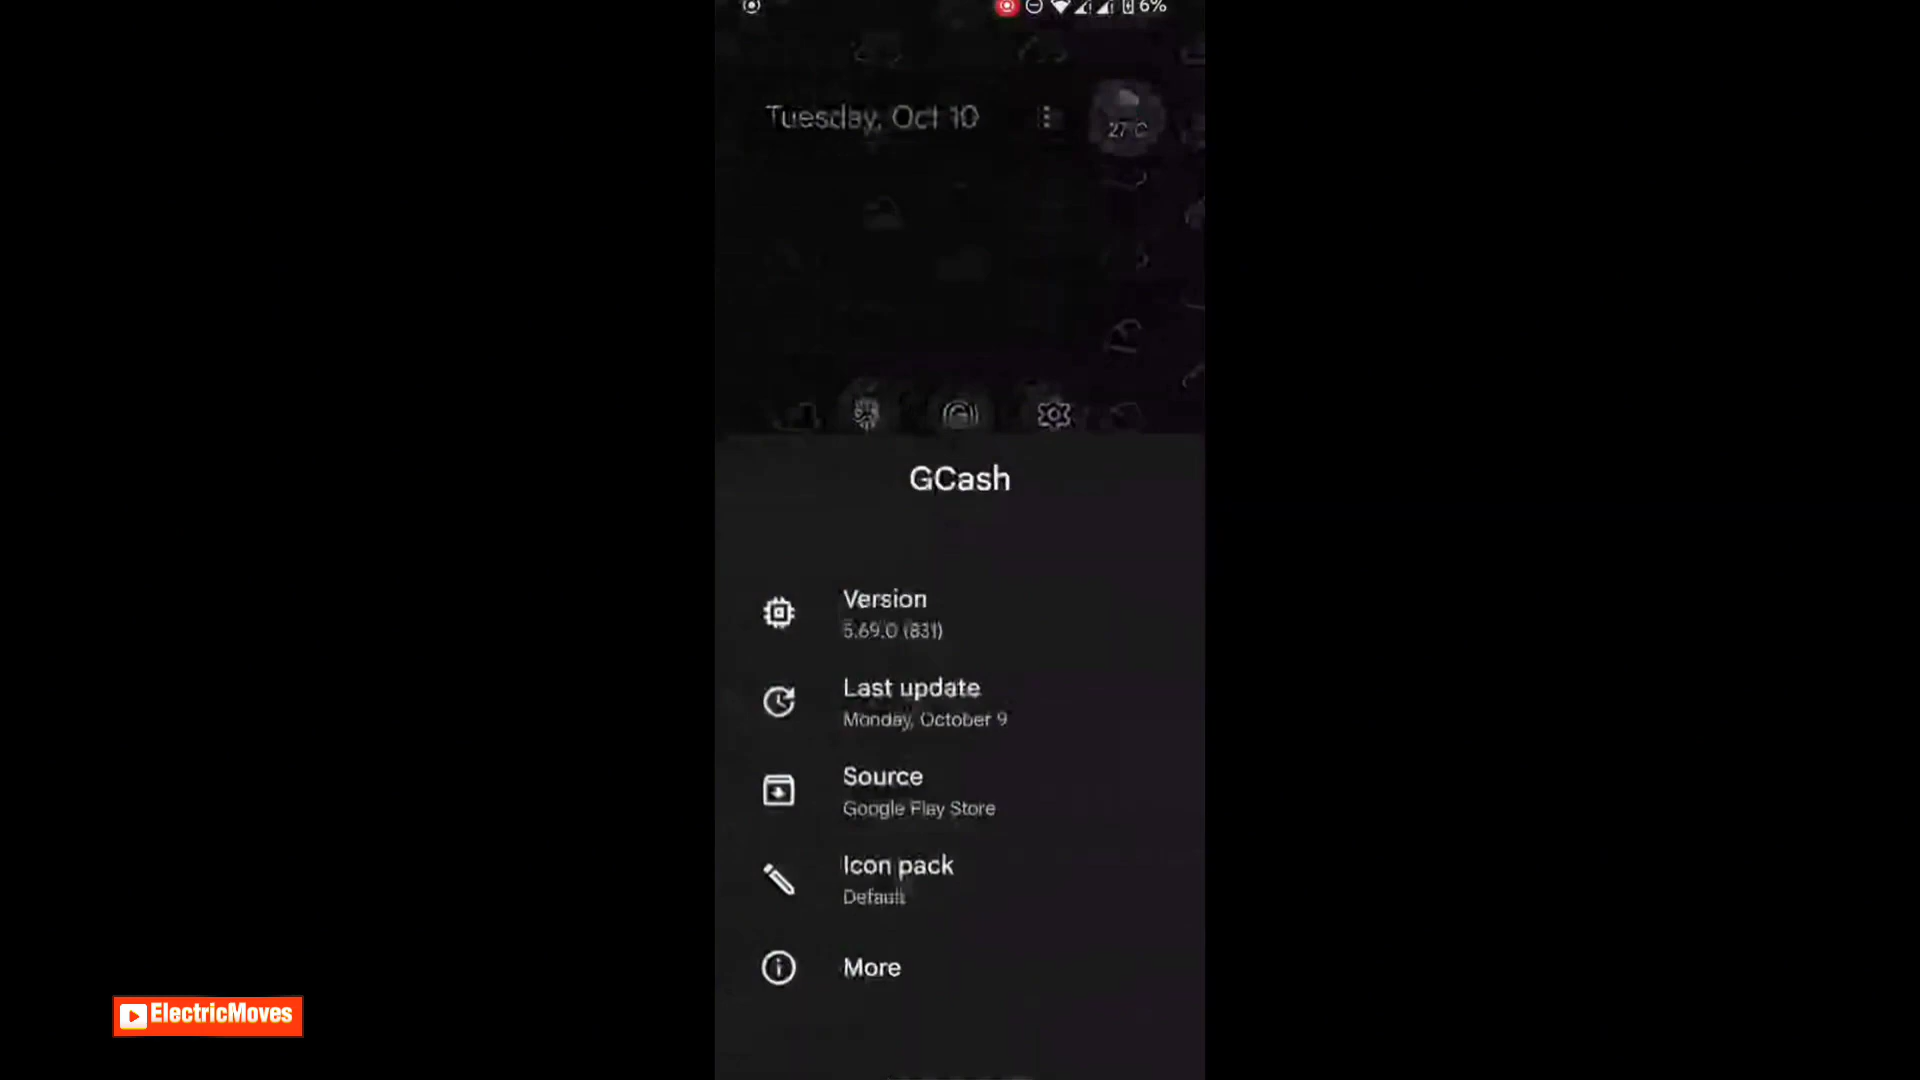 6%
Tuesday, Oct 10
27°C
GCash
Version
5.69.0 (831)
Last update
Monday, October 9
Source
Google Play Store
Icon pack
Default
More
ElectricMoves